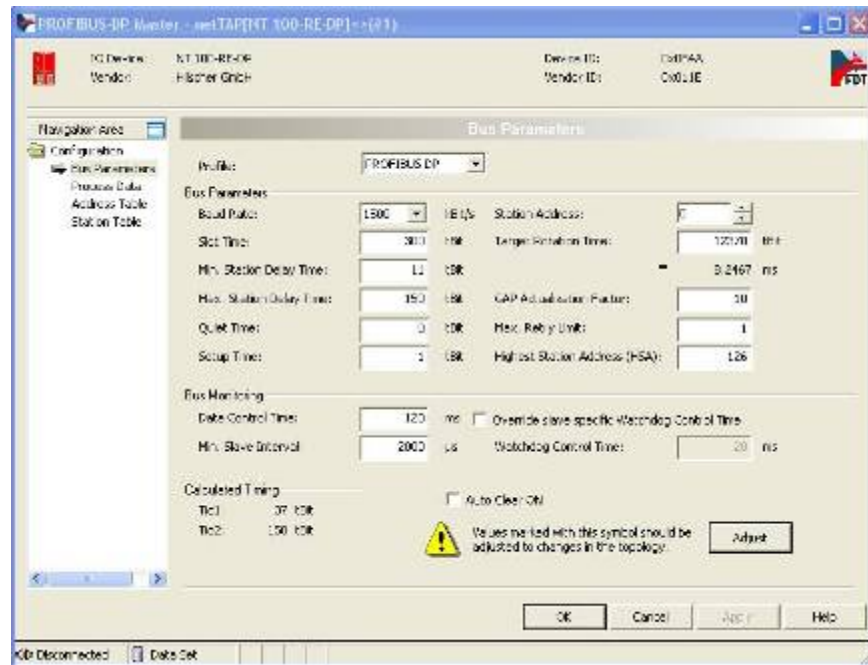 PROFIBUS-DP Master - netTAP[NT 100-RE-DP]<>(#1)
IO Device: NT 100-RE-DP Device ID:
Vendor: Hilscher GmbH Vendor ID: 0x011E
FDT
Navigation Area
Configuration
Bus Parameters
Process Data
Address Table
Station Table
Bus Parameters
Profile: PROFIBUS DP
Bus Parameters
Baud Rate: 1500 kBit/s Station Address:
Slot Time: 300 tBit Target Rotation Time: tBit
Min. Station Delay Time: 11 tBit = 8.2467 ms
Max. Station Delay Time: 150 tBit GAP Actualization Factor: 10
Quiet Time: 0 tBit Max. Retry Limit: 1
Setup Time: 1 tBit Highest Station Address (HSA): 126
Bus Monitoring
Data Control Time: 120 ms Override slave specific Watchdog Control Time
Min. Slave Interval 2000 µs Watchdog Control Time: 20 ms
Calculated Timing
Tid1: 37 tBit
Tid2: 150 tBit
Auto Clear ON
Values marked with this symbol should be
adjusted to changes in the topology.
Adjust
OK Cancel Apply Help
Disconnected Data Set